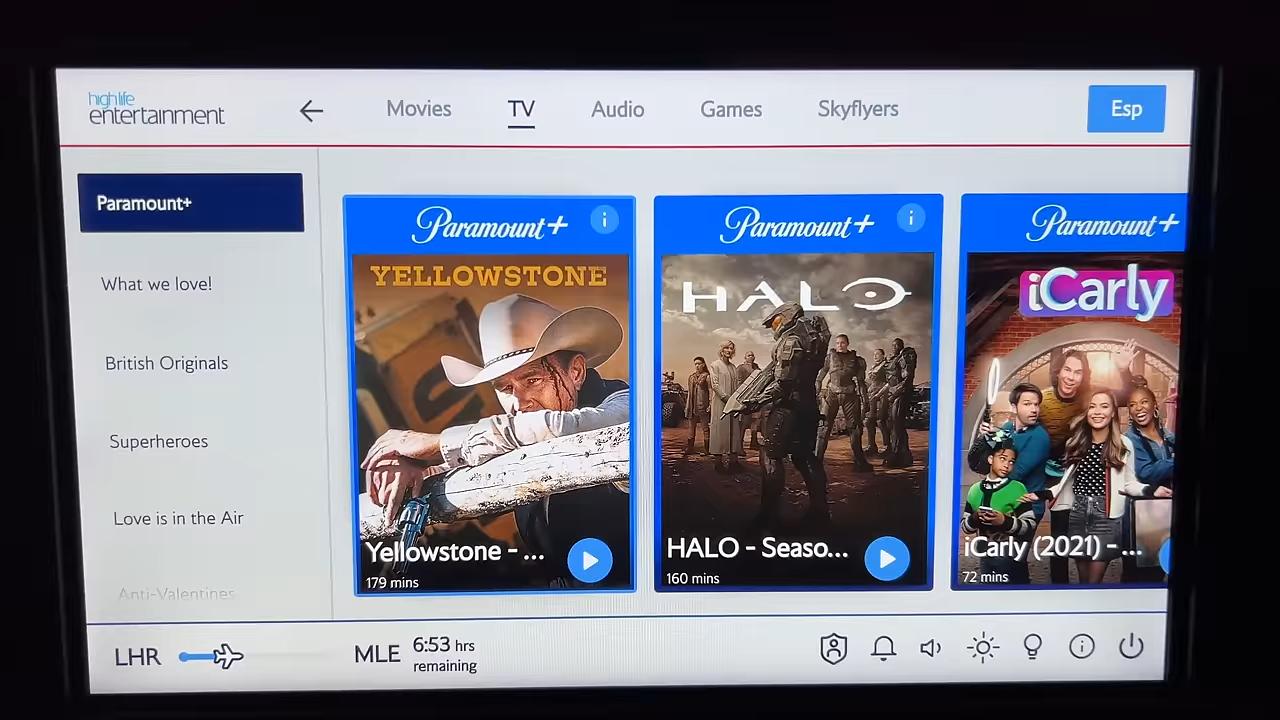 high life
entertainment
Movies
TV
Audio
Games
Skyflyers
Esp
Paramount+
What we love!
British Originals
Superheroes
Love is in the Air
Anti-Valentines
Paramount+
i
YELLOWSTONE
Yellowstone - ...
179 mins
Paramount+
i
HALO
HALO - Seaso...
160 mins
Paramount+
iCarly
iCarly (2021) - ...
72 mins
LHR
MLE
6:53 hrs
remaining